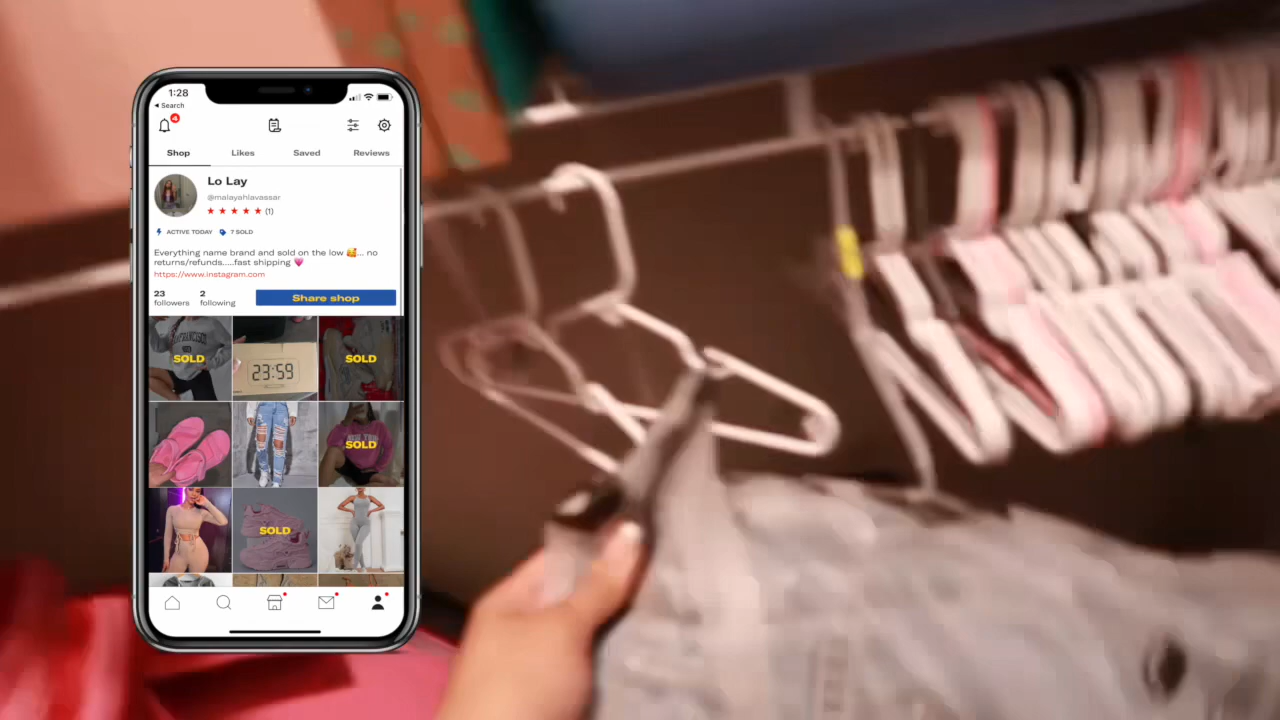 1:28
Search
4
Shop Likes Saved Reviews
Lo Lay
@malayahlavassar
(1)
ACTIVE TODAY 7 SOLD
Everything name brand and sold on the low 🥰... no
returns/refunds.....fast shipping 💗
https://www.instagram.com
23 2
followers following
Share shop
SOLD
23:59
SOLD
SOLD
SOLD